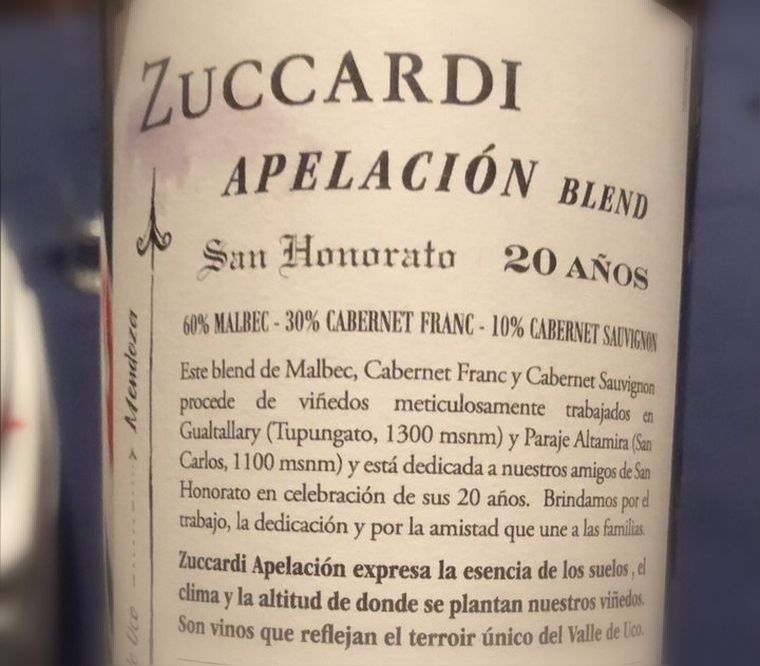 ZUCCARDI
APELACIÓN BLEND
San Honorato 20 AÑOS
60% MALBEC - 30% CABERNET FRANC - 10% CABERNET SAUVIGNON
Este blend de Malbec, Cabernet Franc y Cabernet Sauvignon
procede de viñedos meticulosamente trabajados en
Gualtallary (Tupungato, 1300 msnm) y Paraje Altamira (San
Carlos, 1100 msnm) y está dedicada a nuestros amigos de San
Honorato en celebración de sus 20 años. Brindamos por el
trabajo, la dedicación y por la amistad que une a las familias.
Zuccardi Apelación expresa la esencia de los suelos, el
clima y la altitud de donde se plantan nuestros viñedos.
Son vinos que reflejan el terroir único del Valle de Uco.
Mendoza
Uco